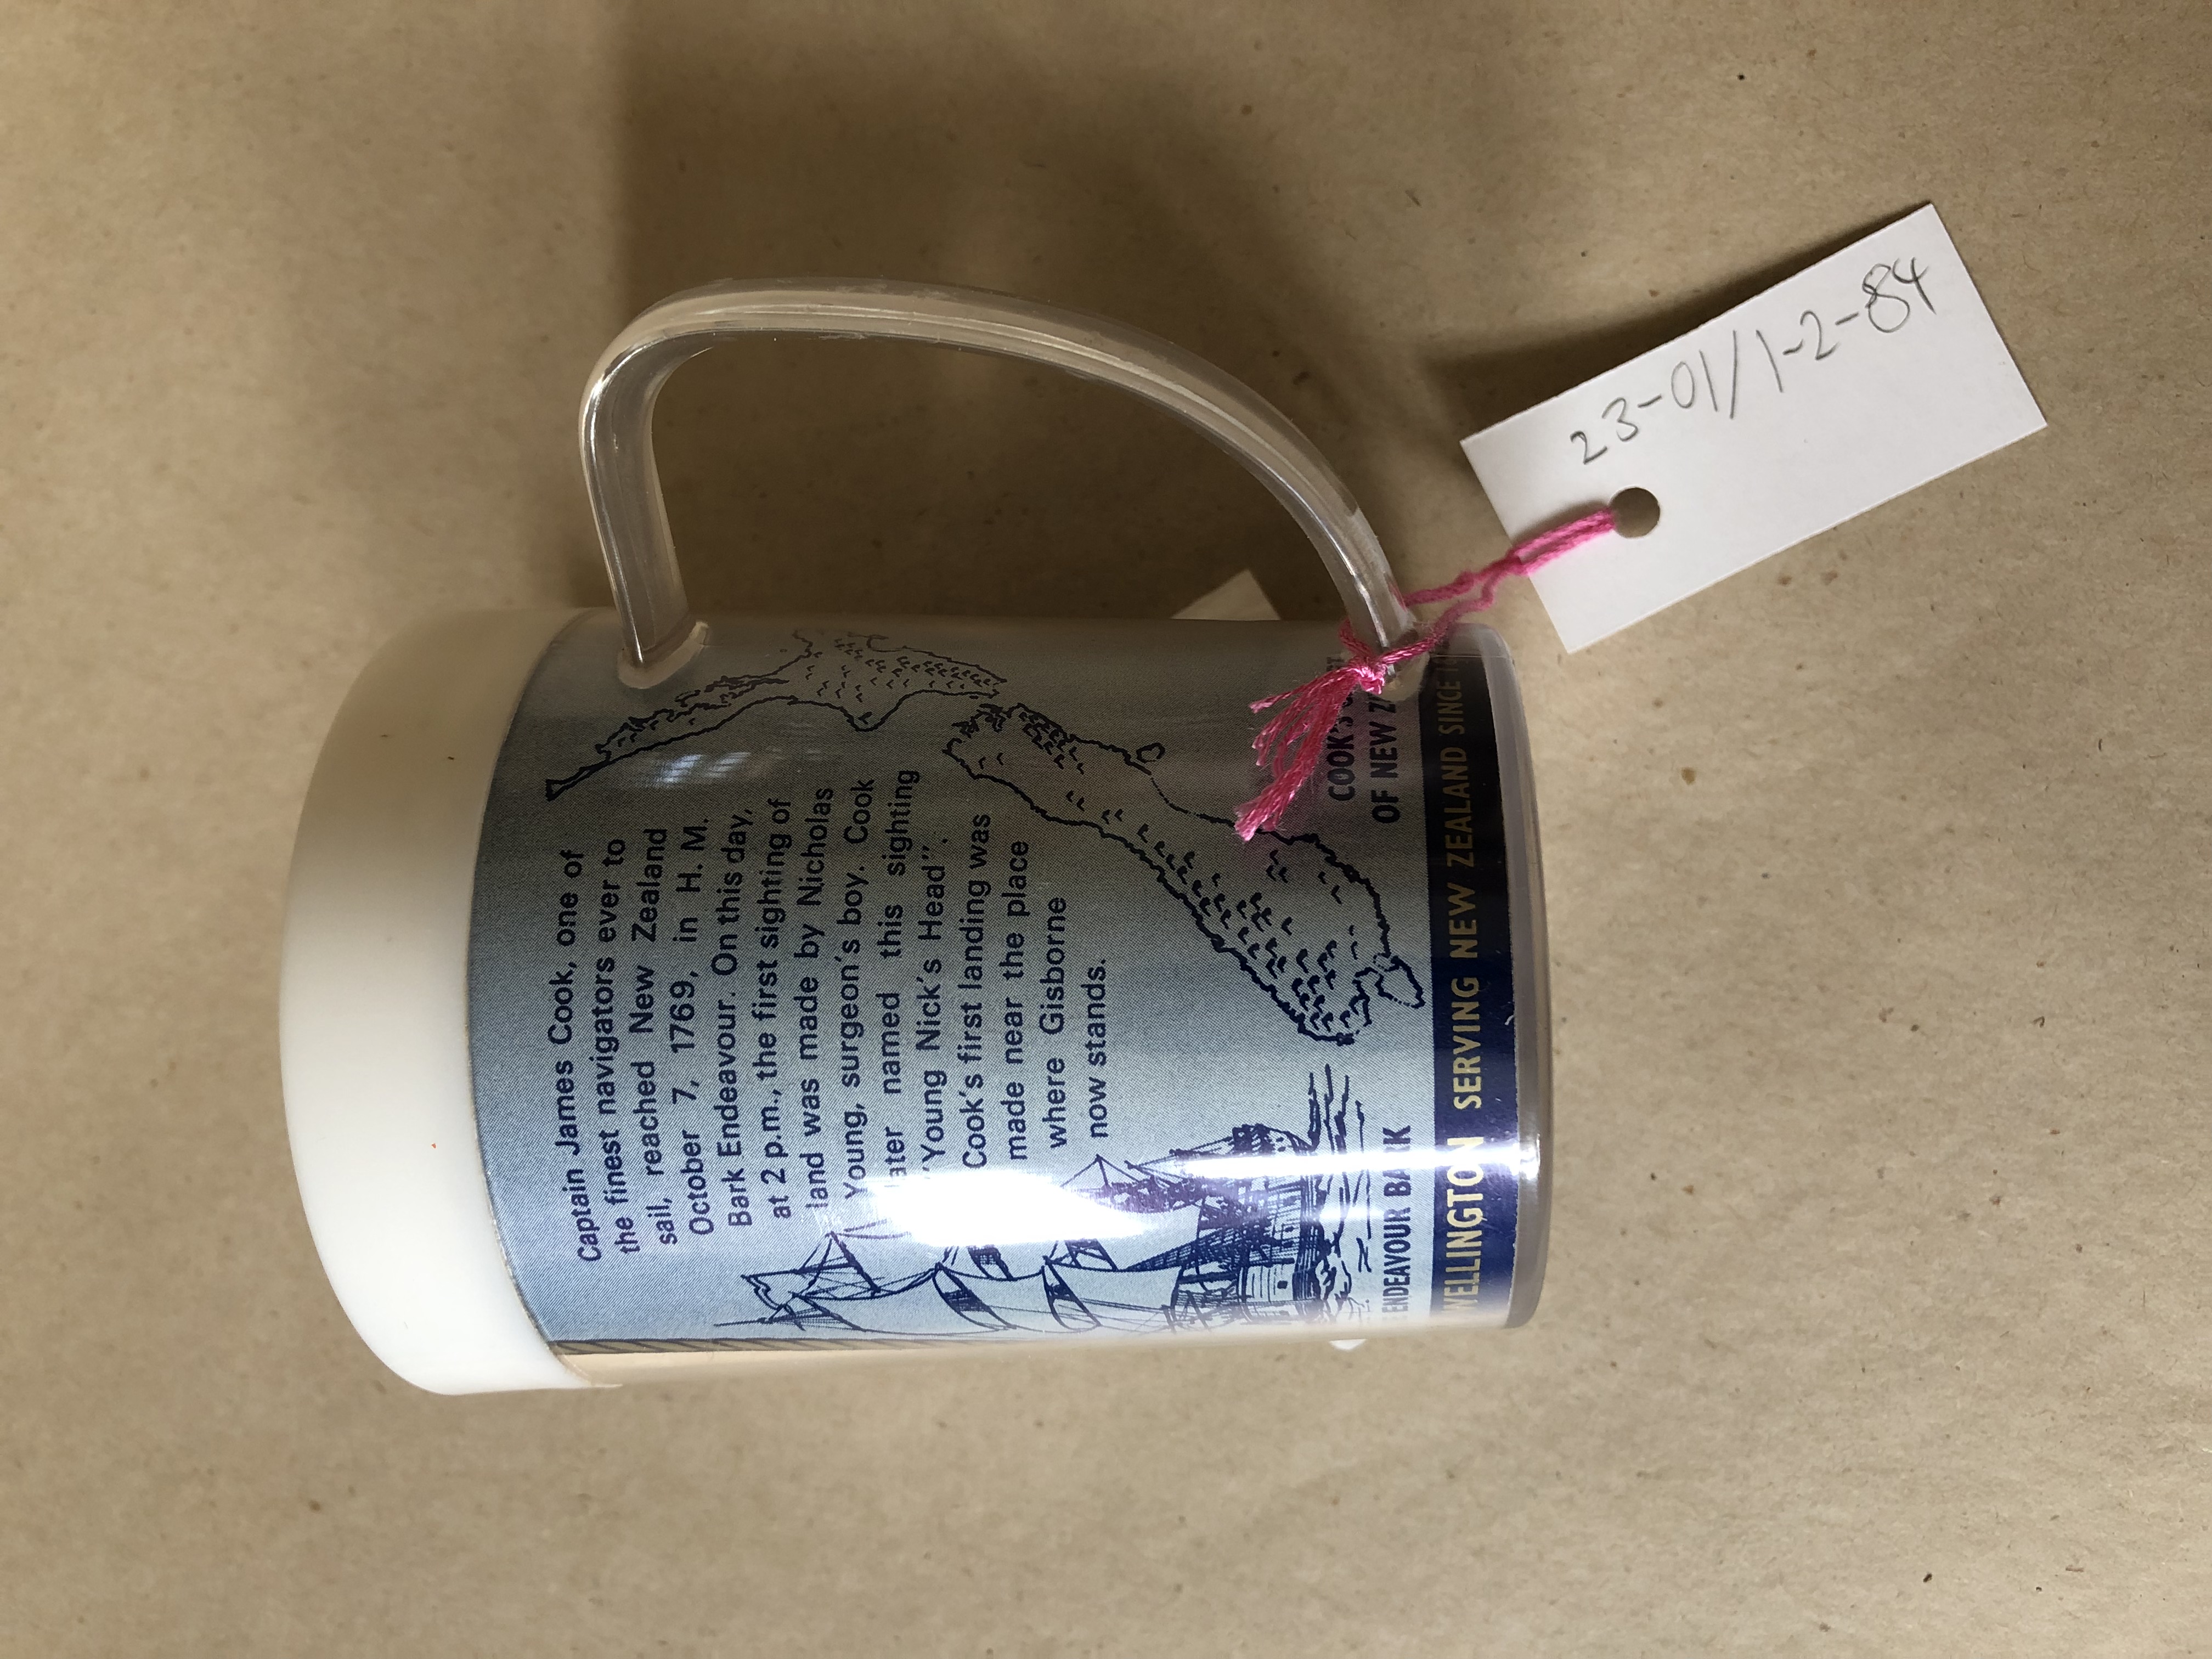 Captain James Cook, one of
the finest navigators ever to
sail, reached New Zealand
October 7, 1769, in H. M.
Bark Endeavour. On this day,
at 2 p.m., the first sighting of
land was made by Nicholas
Young, surgeon's boy. Cook
later named this sighting
"Young Nick's Head".
Cook's first landing was
made near the place
where Gisborne
now stands.
COOK'S
OF NEW
ENDEAVOUR BARK
WELLINGTON SERVING NEW ZEALAND SINCE
23-01/1-2-84